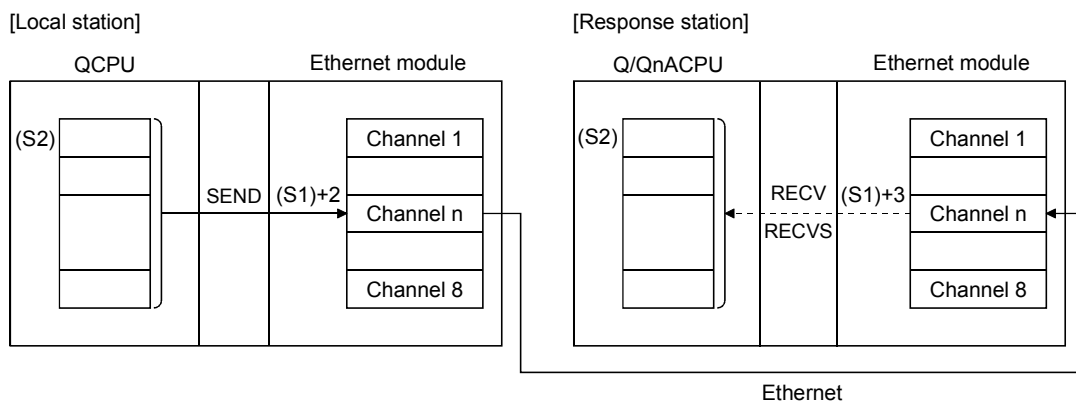 [Local station]
[Response station]
QCPU
Ethernet module
Q/QnACPU
Ethernet module
(S2)
Channel 1
(S2)
Channel 1
SEND
(S1)+2
Channel n
RECV
(S1)+3
Channel n
RECVS
Channel 8
Channel 8
Ethernet